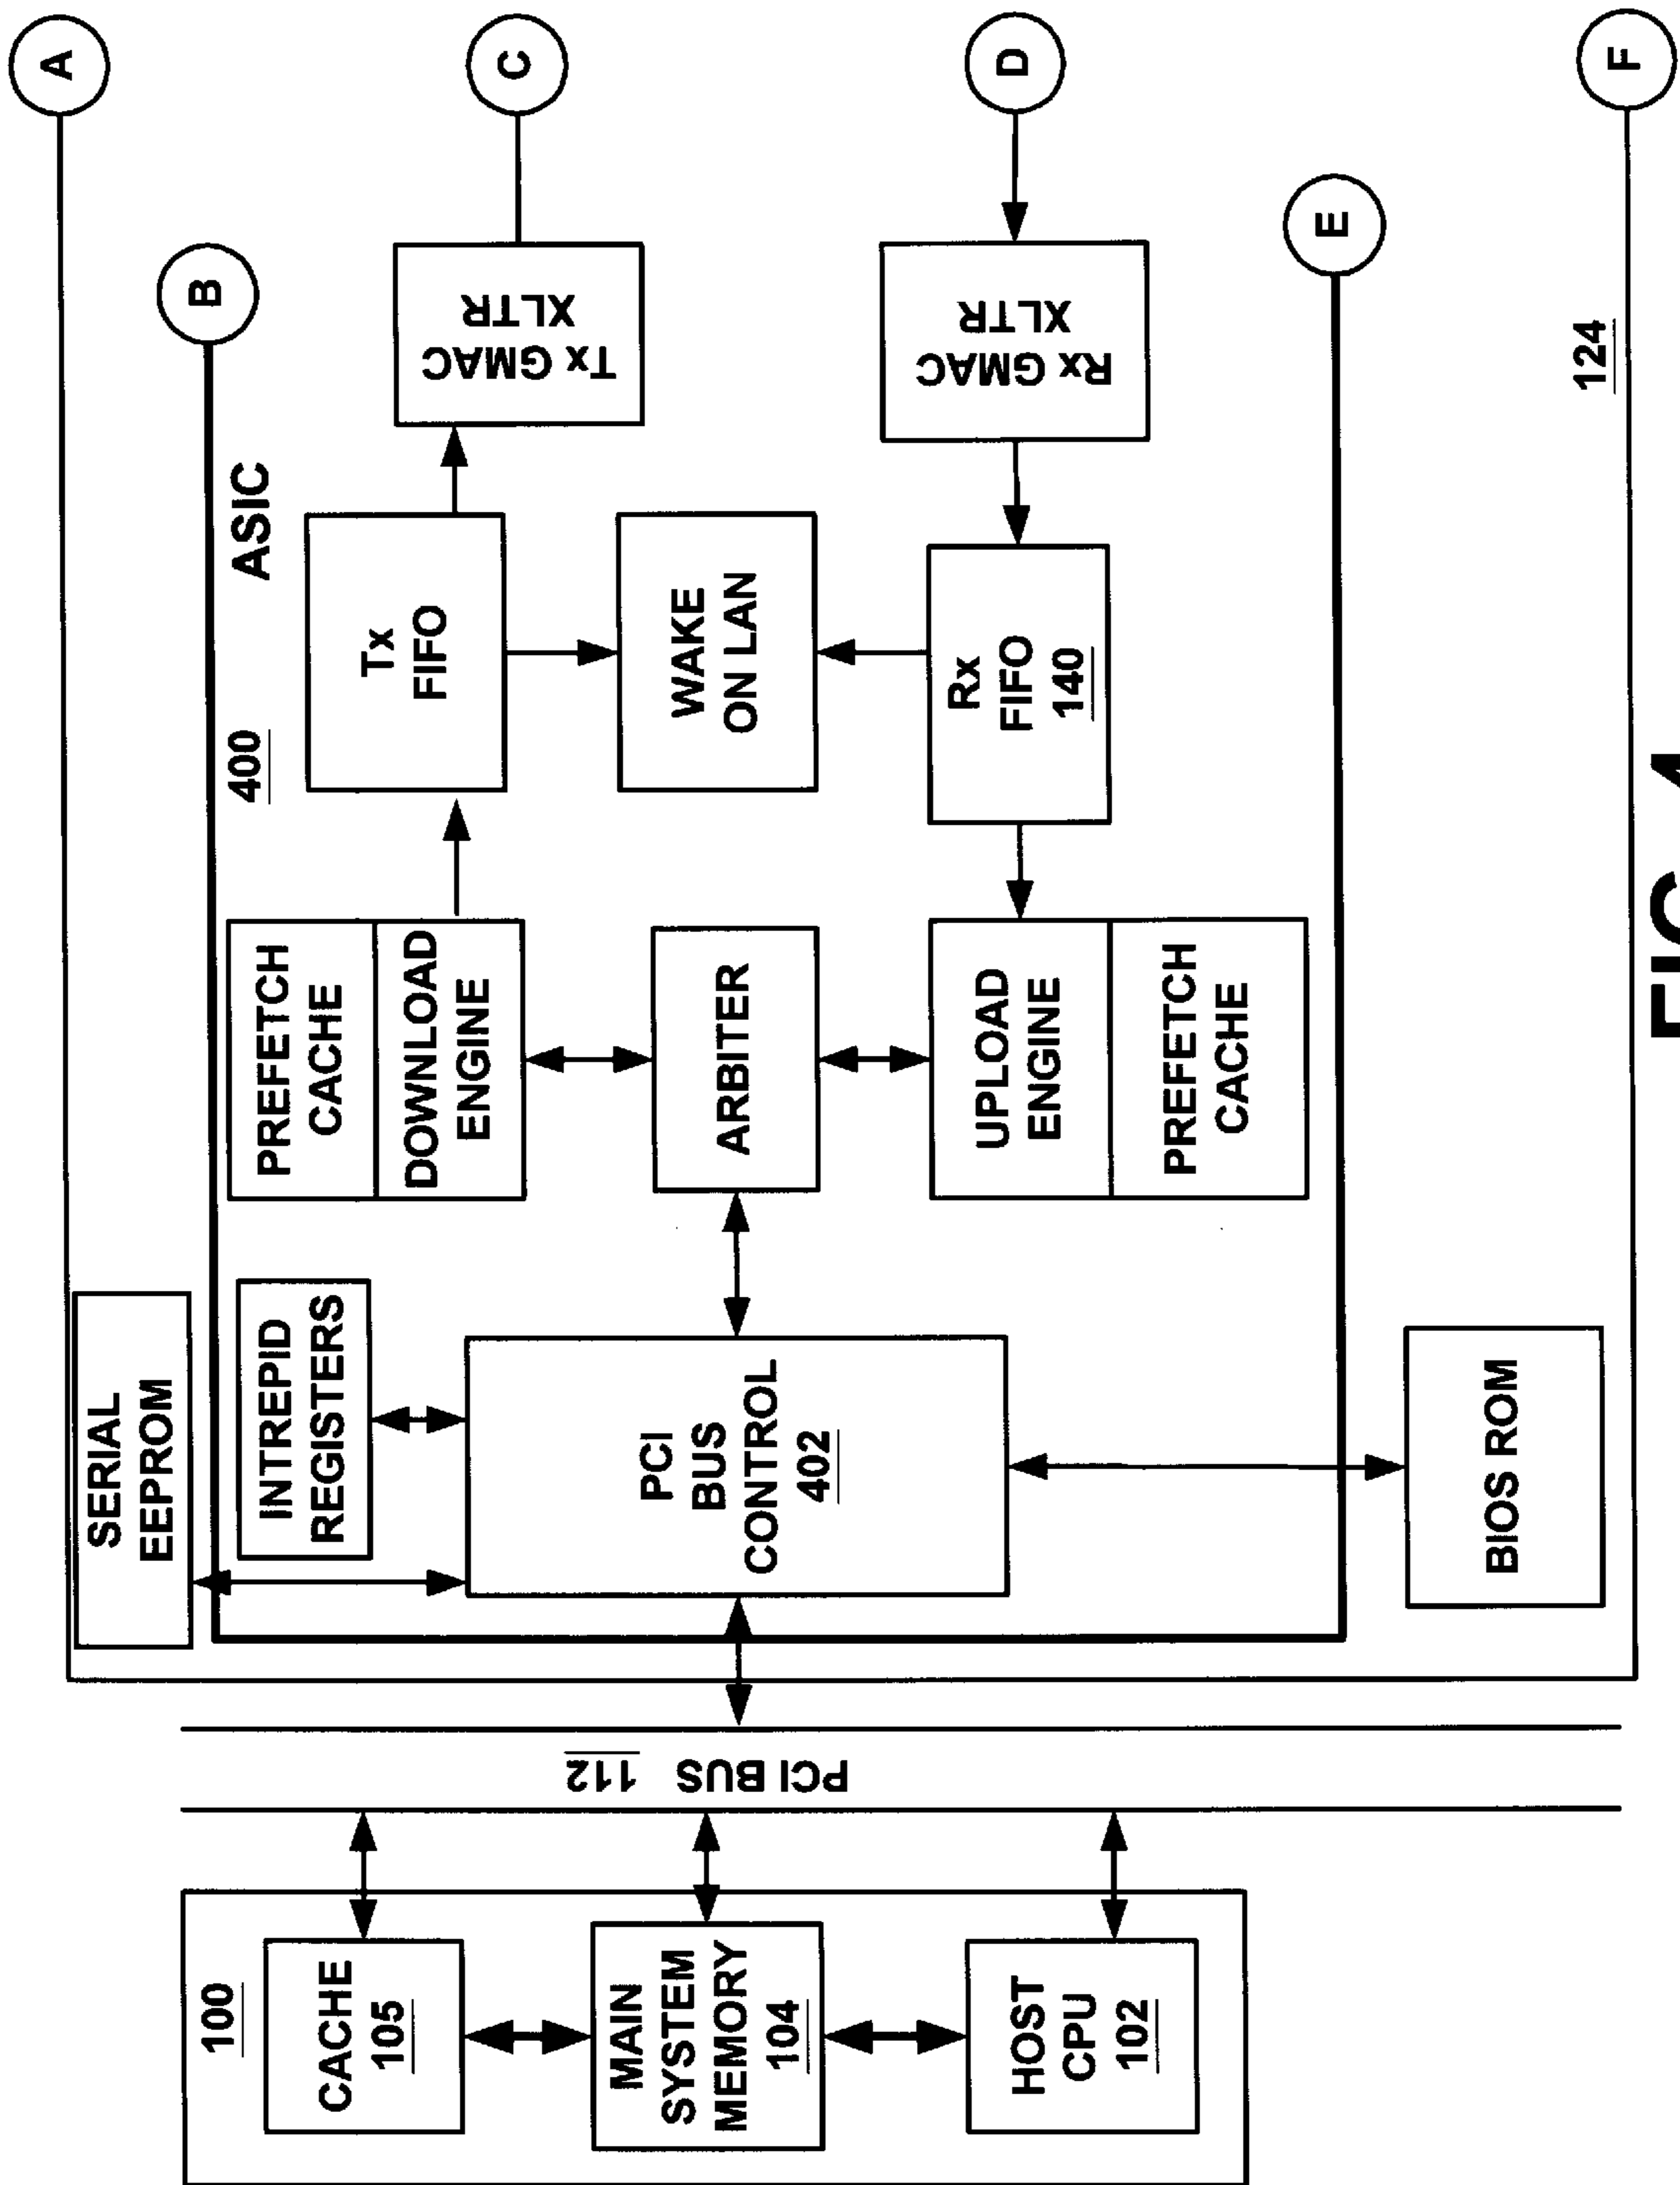 100
CACHE
105
MAIN
SYSTEM
MEMORY
104
HOST
CPU
102
PCI BUS 112
SERIAL
EEPROM
INTREPID
REGISTERS
PCI
BUS
CONTROL
402
BIOS ROM
PREFETCH
CACHE
DOWNLOAD
ENGINE
ARBITER
UPLOAD
ENGINE
PREFETCH
CACHE
400
ASIC
Tx
FIFO
WAKE
ON LAN
Rx
FIFO
140
Tx GMAC
XLTR
Rx GMAC
XLTR
124
A
B
C
D
E
F